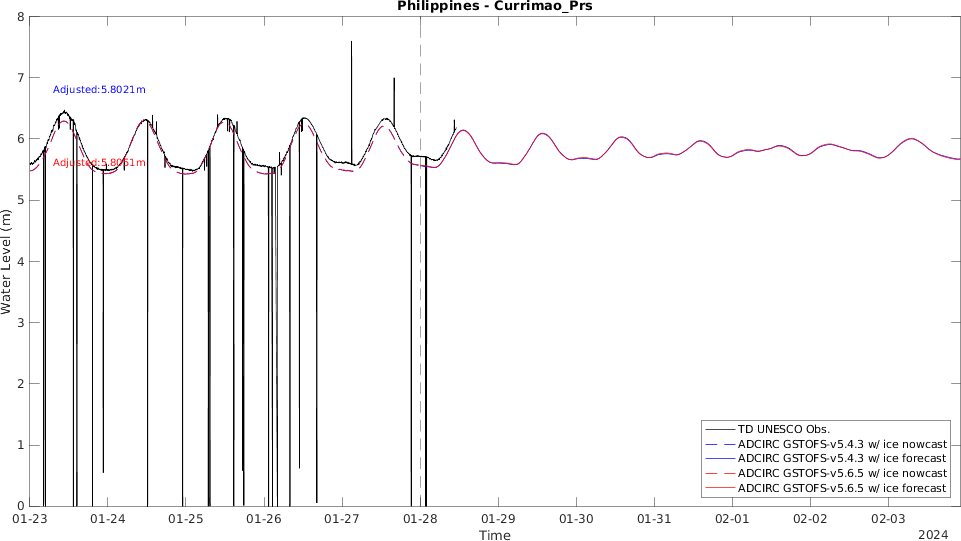 Philippines - Currimao_Prs
8
7
6
5
4
3
2
1
0
Water Level (m)
Adjusted:5.8021m
Adjusted:5.8061m
TD UNESCO Obs.
ADCIRC GSTOFS-v5.4.3 w/ ice nowcast
ADCIRC GSTOFS-v5.4.3 w/ ice forecast
ADCIRC GSTOFS-v5.6.5 w/ ice nowcast
ADCIRC GSTOFS-v5.6.5 w/ ice forecast
01-23 01-24 01-25 01-26 01-27 01-28 01-29 01-30 01-31 02-01 02-02 02-03
Time
2024